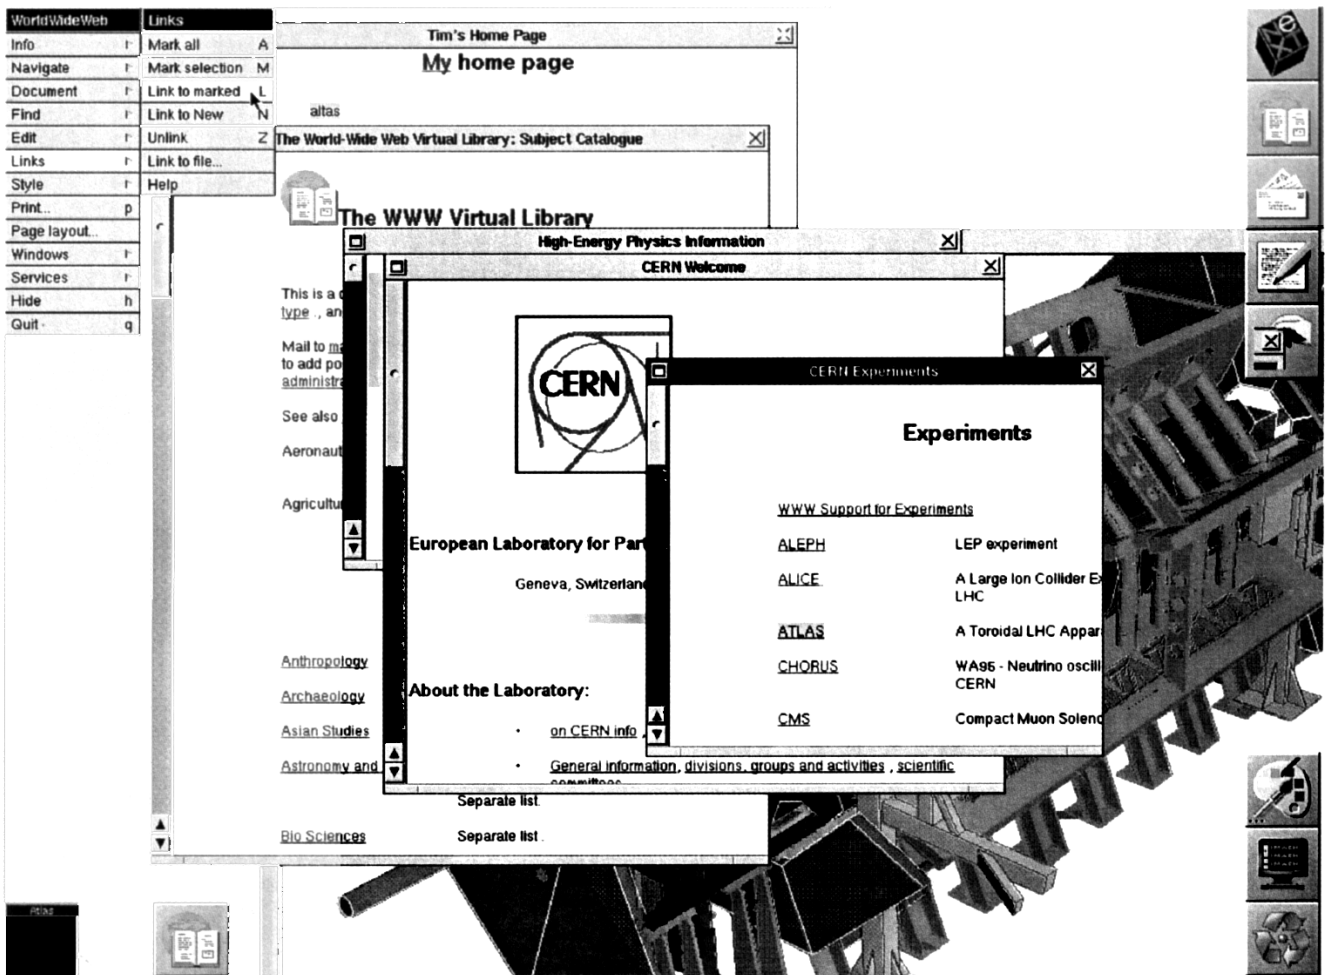 WorldWideWeb
Info
Navigate
Document
Find
Edit
Links
Style
Print... p
Page layout...
Windows
Services
Hide h
Quit q
Links
Mark all A
Mark selection M
Link to marked L
Link to New N
Unlink Z
Link to file...
Help
Tim's Home Page
My home page
altas
The World-Wide Web Virtual Library: Subject Catalogue
The WWW Virtual Library
This is a
type ., an
Mail to
to add po
administra
See also
Aeronaut
Agricultu
Anthropology
Archaeology
Asian Studies
Astronomy and
Separate list.
Bio Sciences Separate list .
High-Energy Physics Information
CERN Welcome
CERN
European Laboratory for Par
Geneva, Switzerland
About the Laboratory:
· on CERN info ,
· General information, divisions, groups and activities , scientific
committees
CERN Experiments
Experiments
WWW Support for Experiments
ALEPH LEP experiment
ALICE A Large Ion Collider Ex
LHC
ATLAS A Toroidal LHC Appar
CHORUS WA95 - Neutrino oscill
CERN
CMS Compact Muon Soleno
Atlas